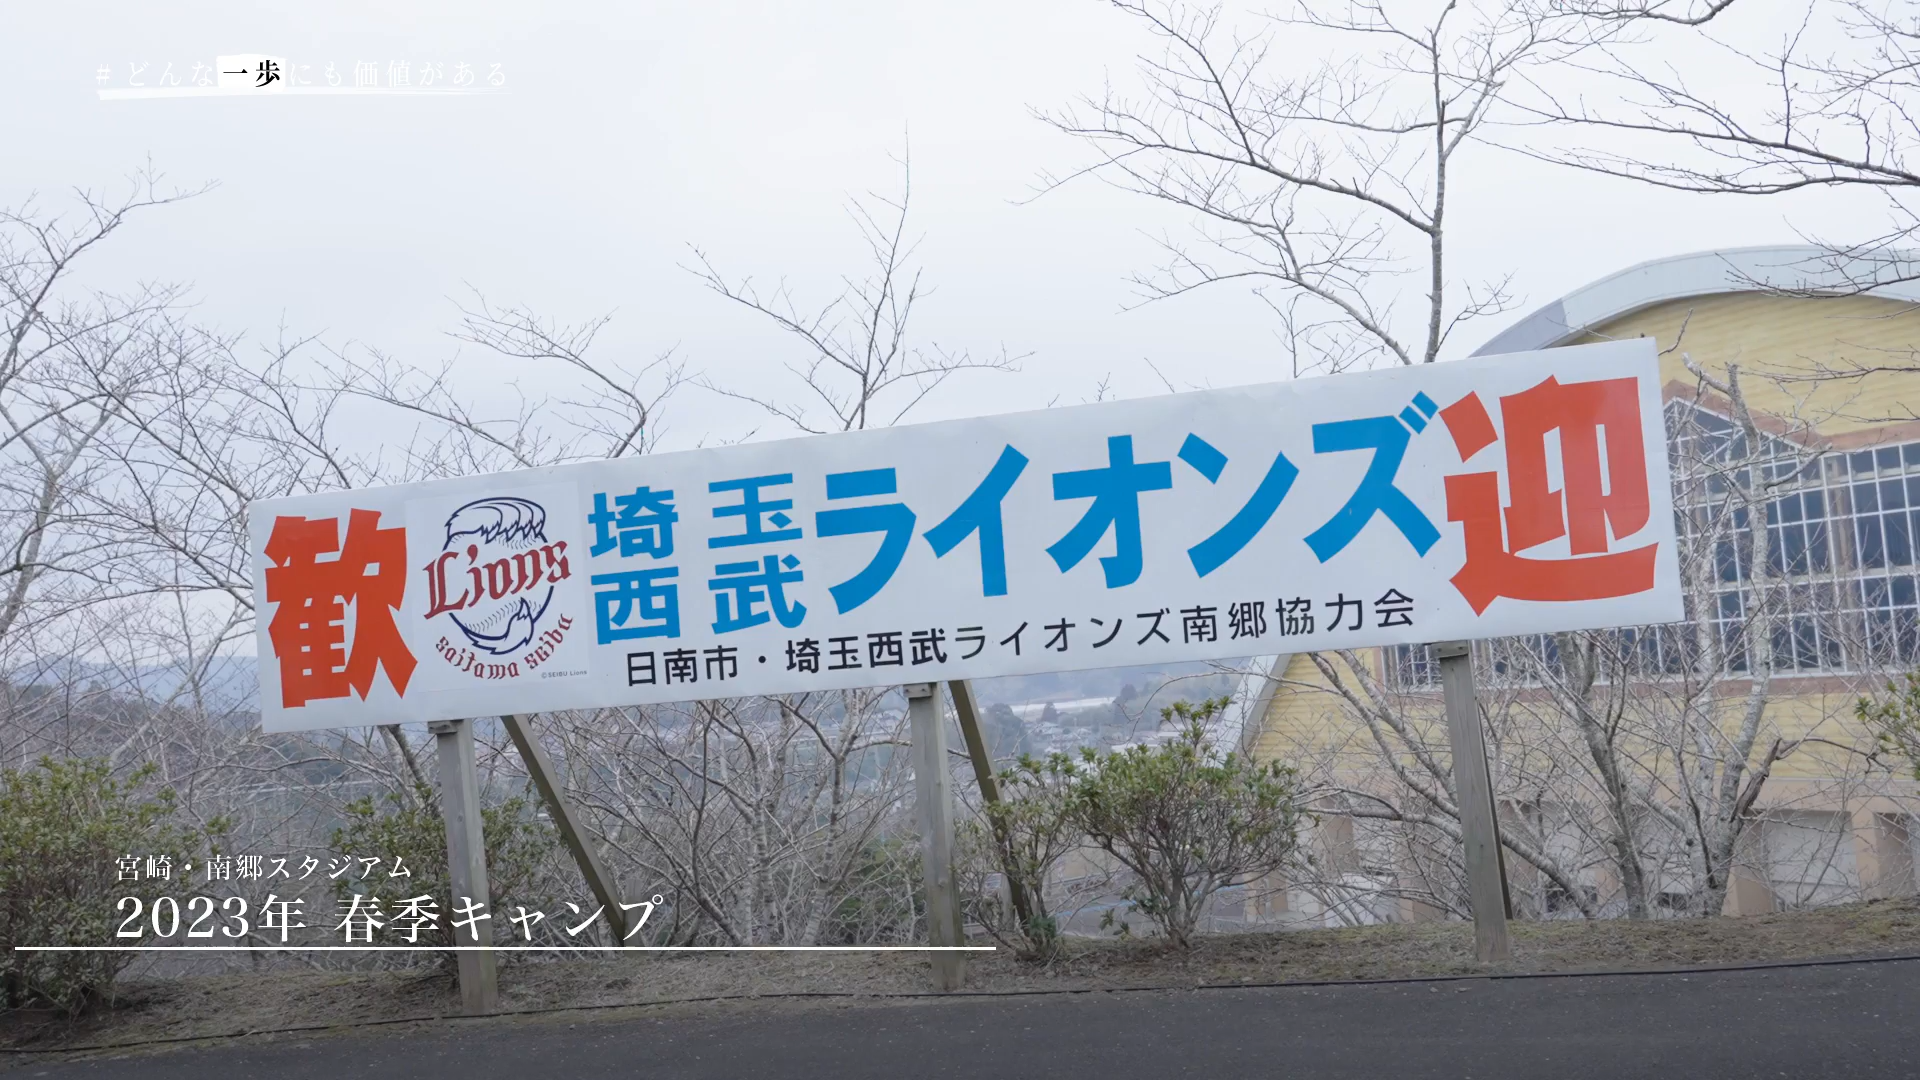 #どんな一歩にも価値がある
歓
Lions
saitama seibu
©SEIBU Lions
埼玉
西武
ライオンズ
迎
日南市・埼玉西武ライオンズ南郷協力会
宮崎・南郷スタジアム
2023年 春季キャンプ